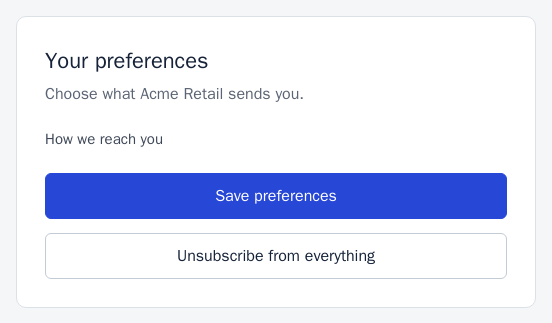 Your preferences
Choose what Acme Retail sends you.
How we reach you
Save preferences
Unsubscribe from everything